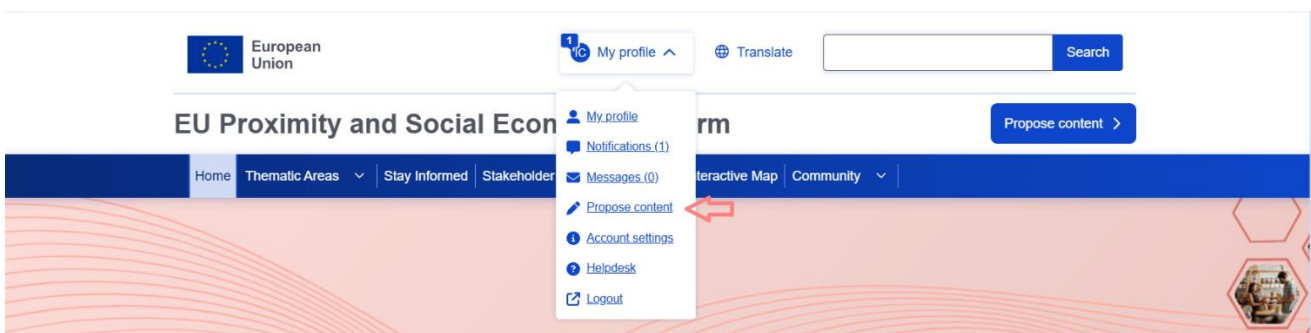 European
Union
1
TC My profile
Translate
Search
EU Proximity and Social Econ rm
Propose content >
Home Thematic Areas Stay Informed Stakeholder teractive Map Community
My profile
Notifications (1)
Messages (0)
Propose content
Account settings
Helpdesk
Logout